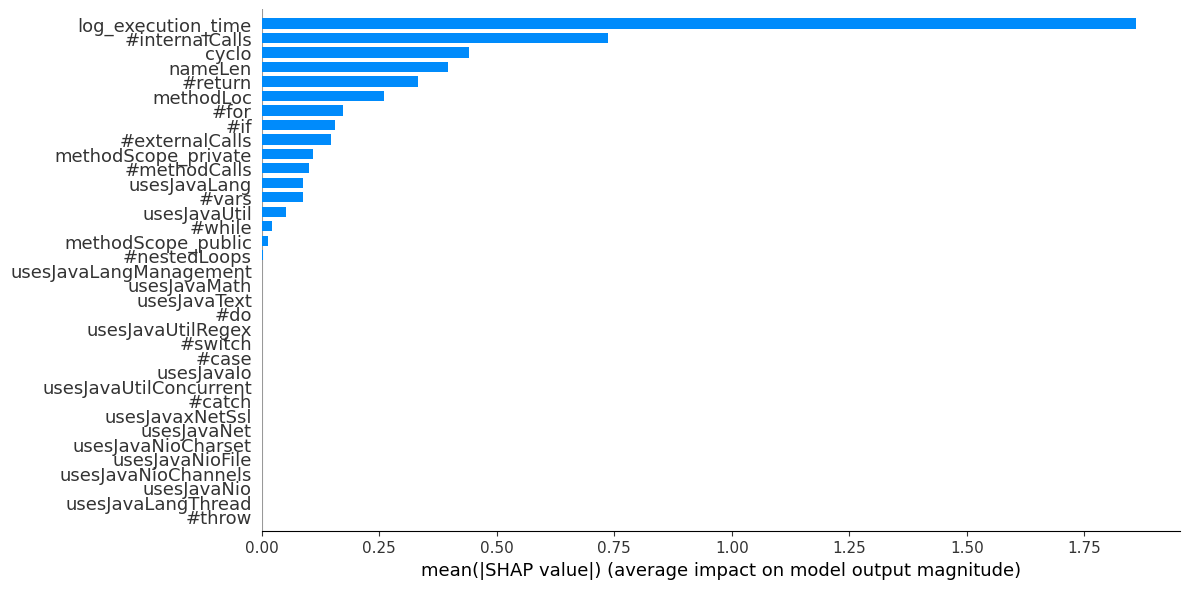 log_execution_time
#internalCalls
cyclo
nameLen
#return
methodLoc
#for
#if
#externalCalls
methodScope_private
#methodCalls
usesJavaLang
#vars
usesJavaUtil
#while
methodScope_public
#nestedLoops
usesJavaLangManagement
usesJavaMath
usesJavaText
#do
usesJavaUtilRegex
#switch
#case
usesJavaIo
usesJavaUtilConcurrent
#catch
usesJavaxNetSsl
usesJavaNet
usesJavaNioCharset
usesJavaNioFile
usesJavaNioChannels
usesJavaNio
usesJavaLangThread
#throw
0.00 0.25 0.50 0.75 1.00 1.25 1.50 1.75
mean(|SHAP value|) (average impact on model output magnitude)